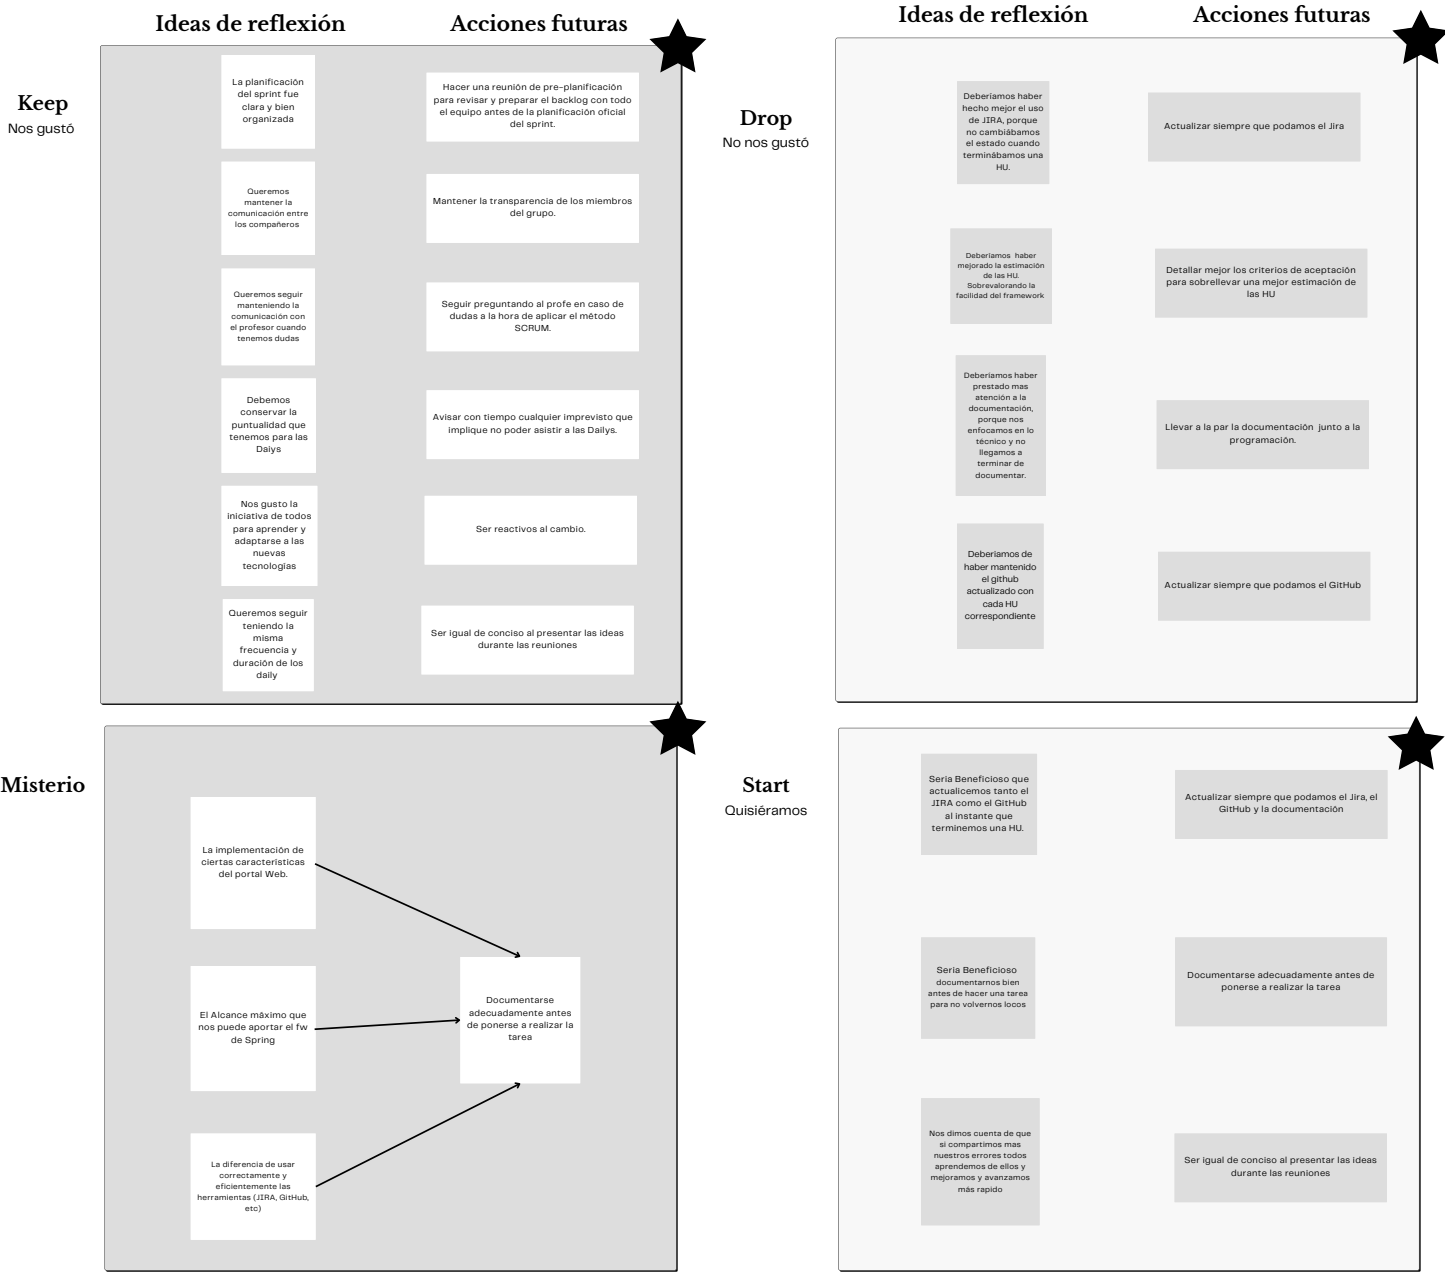 Ideas de reflexión
Acciones futuras
Keep
Nos gustó
La planificación
del sprint fue
clara y bien
organizada
Hacer una reunión de pre-planificación
para revisar y preparar el backlog con todo
el equipo antes de la planificación oficial
del sprint.
Queremos
mantener la
comunicación entre
los compañeros
Mantener la transparencia de los miembros
del grupo.
Queremos seguir
manteniendo la
comunicación con
el profesor cuando
tenemos dudas
Seguir preguntando al profe en caso de
dudas a la hora de aplicar el método
SCRUM.
Debemos
conservar la
puntualidad que
tenemos para las
Daiys
Avisar con tiempo cualquier imprevisto que
implique no poder asistir a las Dailys.
Nos gusto la
iniciativa de todos
para aprender y
adaptarse a las
nuevas
tecnologías
Ser reactivos al cambio.
Queremos seguir
teniendo la
misma
frecuencia y
duración de los
daily
Ser igual de conciso al presentar las ideas
durante las reuniones
Ideas de reflexión
Acciones futuras
Drop
No nos gustó
Deberíamos haber
hecho mejor el uso
de JIRA, porque
no cambiábamos
el estado cuando
terminábamos una
HU.
Actualizar siempre que podamos el Jira
Deberíamos  haber
mejorado la estimación
de las HU.
Sobrevalorando la
facilidad del framework
Detallar mejor los criterios de aceptación
para sobrellevar una mejor estimación de
las HU
Deberíamos haber
prestado mas
atención a la
documentación,
porque nos
enfocamos en lo
técnico y no
llegamos a
terminar de
documentar.
Llevar a la par la documentación  junto a la
programación.
Deberiamos de
haber mantenido
el github
actualizado con
cada HU
correspondiente
Actualizar siempre que podamos el GitHub
Misterio
La implementación de
ciertas características
del portal Web.
El Alcance máximo que
nos puede aportar el fw
de Spring
La diferencia de usar
correctamente y
eficientemente las
herramientas (JIRA, GitHub,
etc)
Documentarse
adecuadamente antes
de ponerse a realizar la
tarea
Start
Quisiéramos
Seria Beneficioso que
actualicemos tanto el
JIRA como el GitHub
al instante que
terminemos una HU.
Actualizar siempre que podamos el Jira, el
GitHub y la documentación
Seria Beneficioso
documentarnos bien
antes de hacer una tarea
para no volvernos locos
Documentarse adecuadamente antes de
ponerse a realizar la tarea
Nos dimos cuenta de que
si compartimos mas
nuestros errores todos
aprendemos de ellos y
mejoramos y avanzamos
más rapido
Ser igual de conciso al presentar las ideas
durante las reuniones